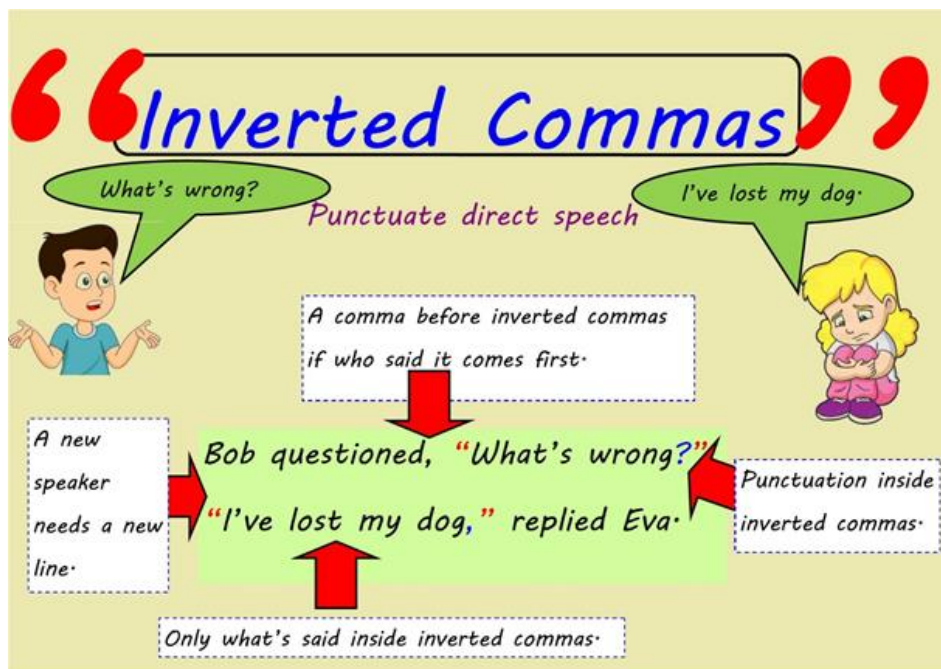 “Inverted Commas”
What's wrong?
I've lost my dog.
Punctuate direct speech
A comma before inverted commas
if who said it comes first.
A new
speaker
needs a new
line.
Bob questioned, “What's wrong?”
“I've lost my dog,” replied Eva.
Punctuation inside
inverted commas.
Only what's said inside inverted commas.